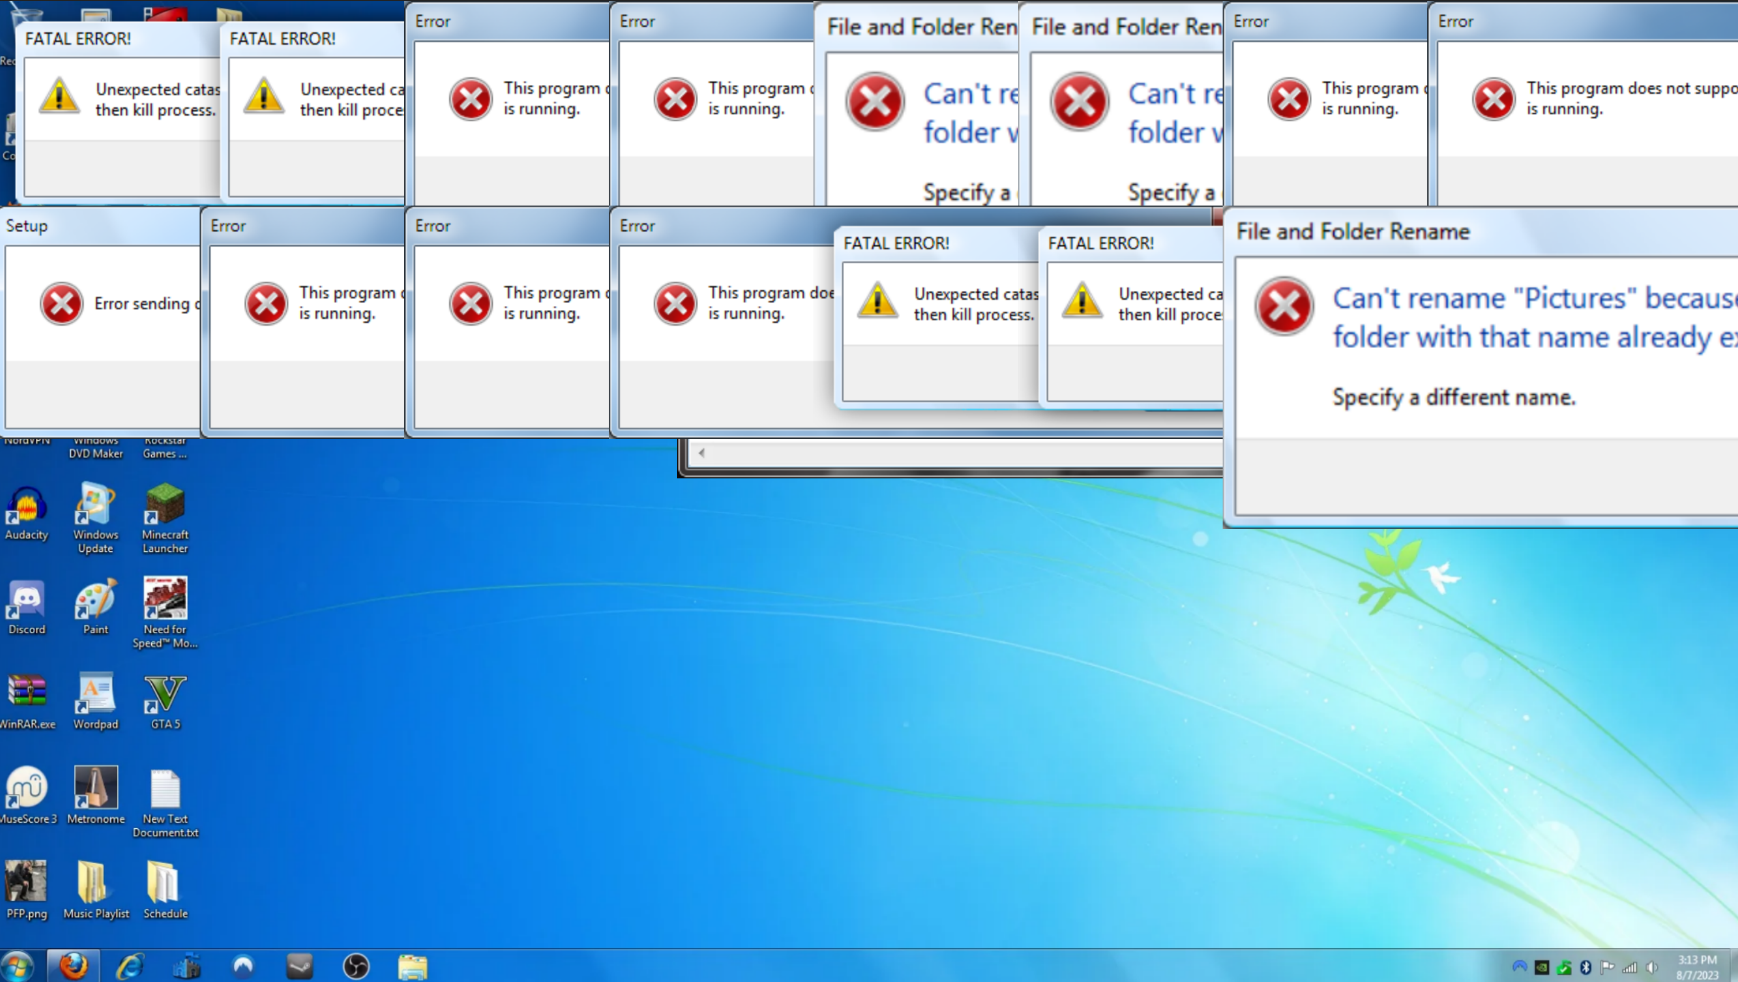 FATAL ERROR!
Unexpected catas
then kill process.
FATAL ERROR!
Unexpected ca
then kill proce
Error
This program
is running.
Error
This program
is running.
File and Folder Ren
Can't re
folder w
Specify a
File and Folder Ren
Can't re
folder w
Specify a
Error
This program
is running.
Error
This program does not suppo
is running.
Setup
Error sending
Error
This program
is running.
Error
This program
is running.
Error
This program doe
is running.
FATAL ERROR!
Unexpected catas
then kill process.
FATAL ERROR!
Unexpected ca
then kill proce
File and Folder Rename
Can't rename "Pictures" because
folder with that name already ex
Specify a different name.
Rec
Co
NordVPN
Windows
DVD Maker
Rockstar
Games ...
Audacity
Windows
Update
Minecraft
Launcher
Discord
Paint
Need for
Speed™ Mo...
WinRAR.exe
Wordpad
GTA 5
MuseScore 3
Metronome
New Text
Document.txt
PFP.png
Music Playlist
Schedule
3:13 PM
8/7/2023